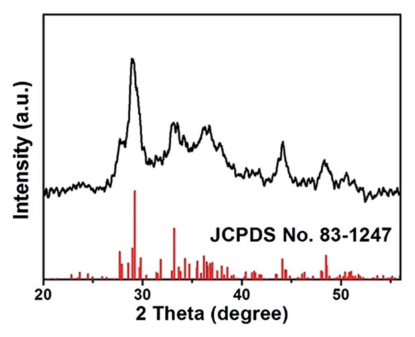 Intensity (a.u.)
JCPDS No. 83-1247
20 30 40 50
2 Theta (degree)